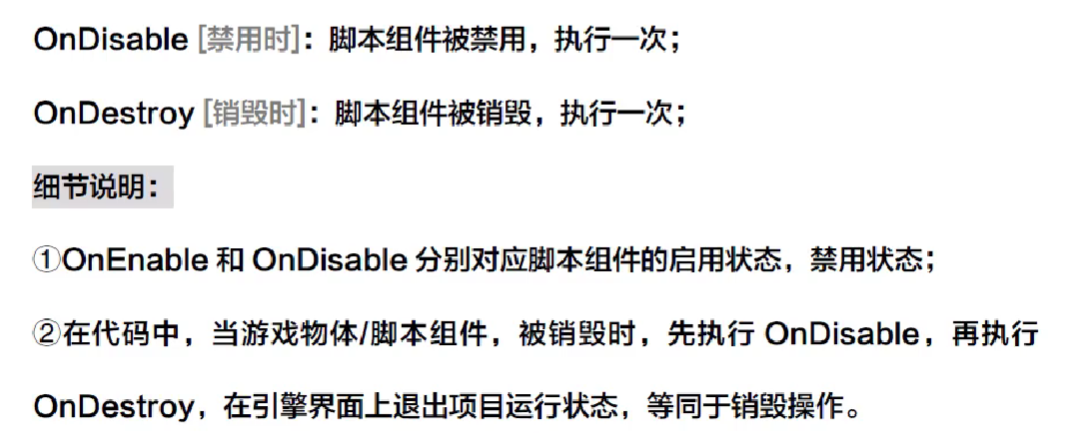 OnDisable [禁用时]：脚本组件被禁用，执行一次；
OnDestroy [销毁时]：脚本组件被销毁，执行一次；
细节说明：
①OnEnable 和 OnDisable 分别对应脚本组件的启用状态，禁用状态；
②在代码中，当游戏物体/脚本组件，被销毁时，先执行 OnDisable，再执行
OnDestroy，在引擎界面上退出项目运行状态，等同于销毁操作。